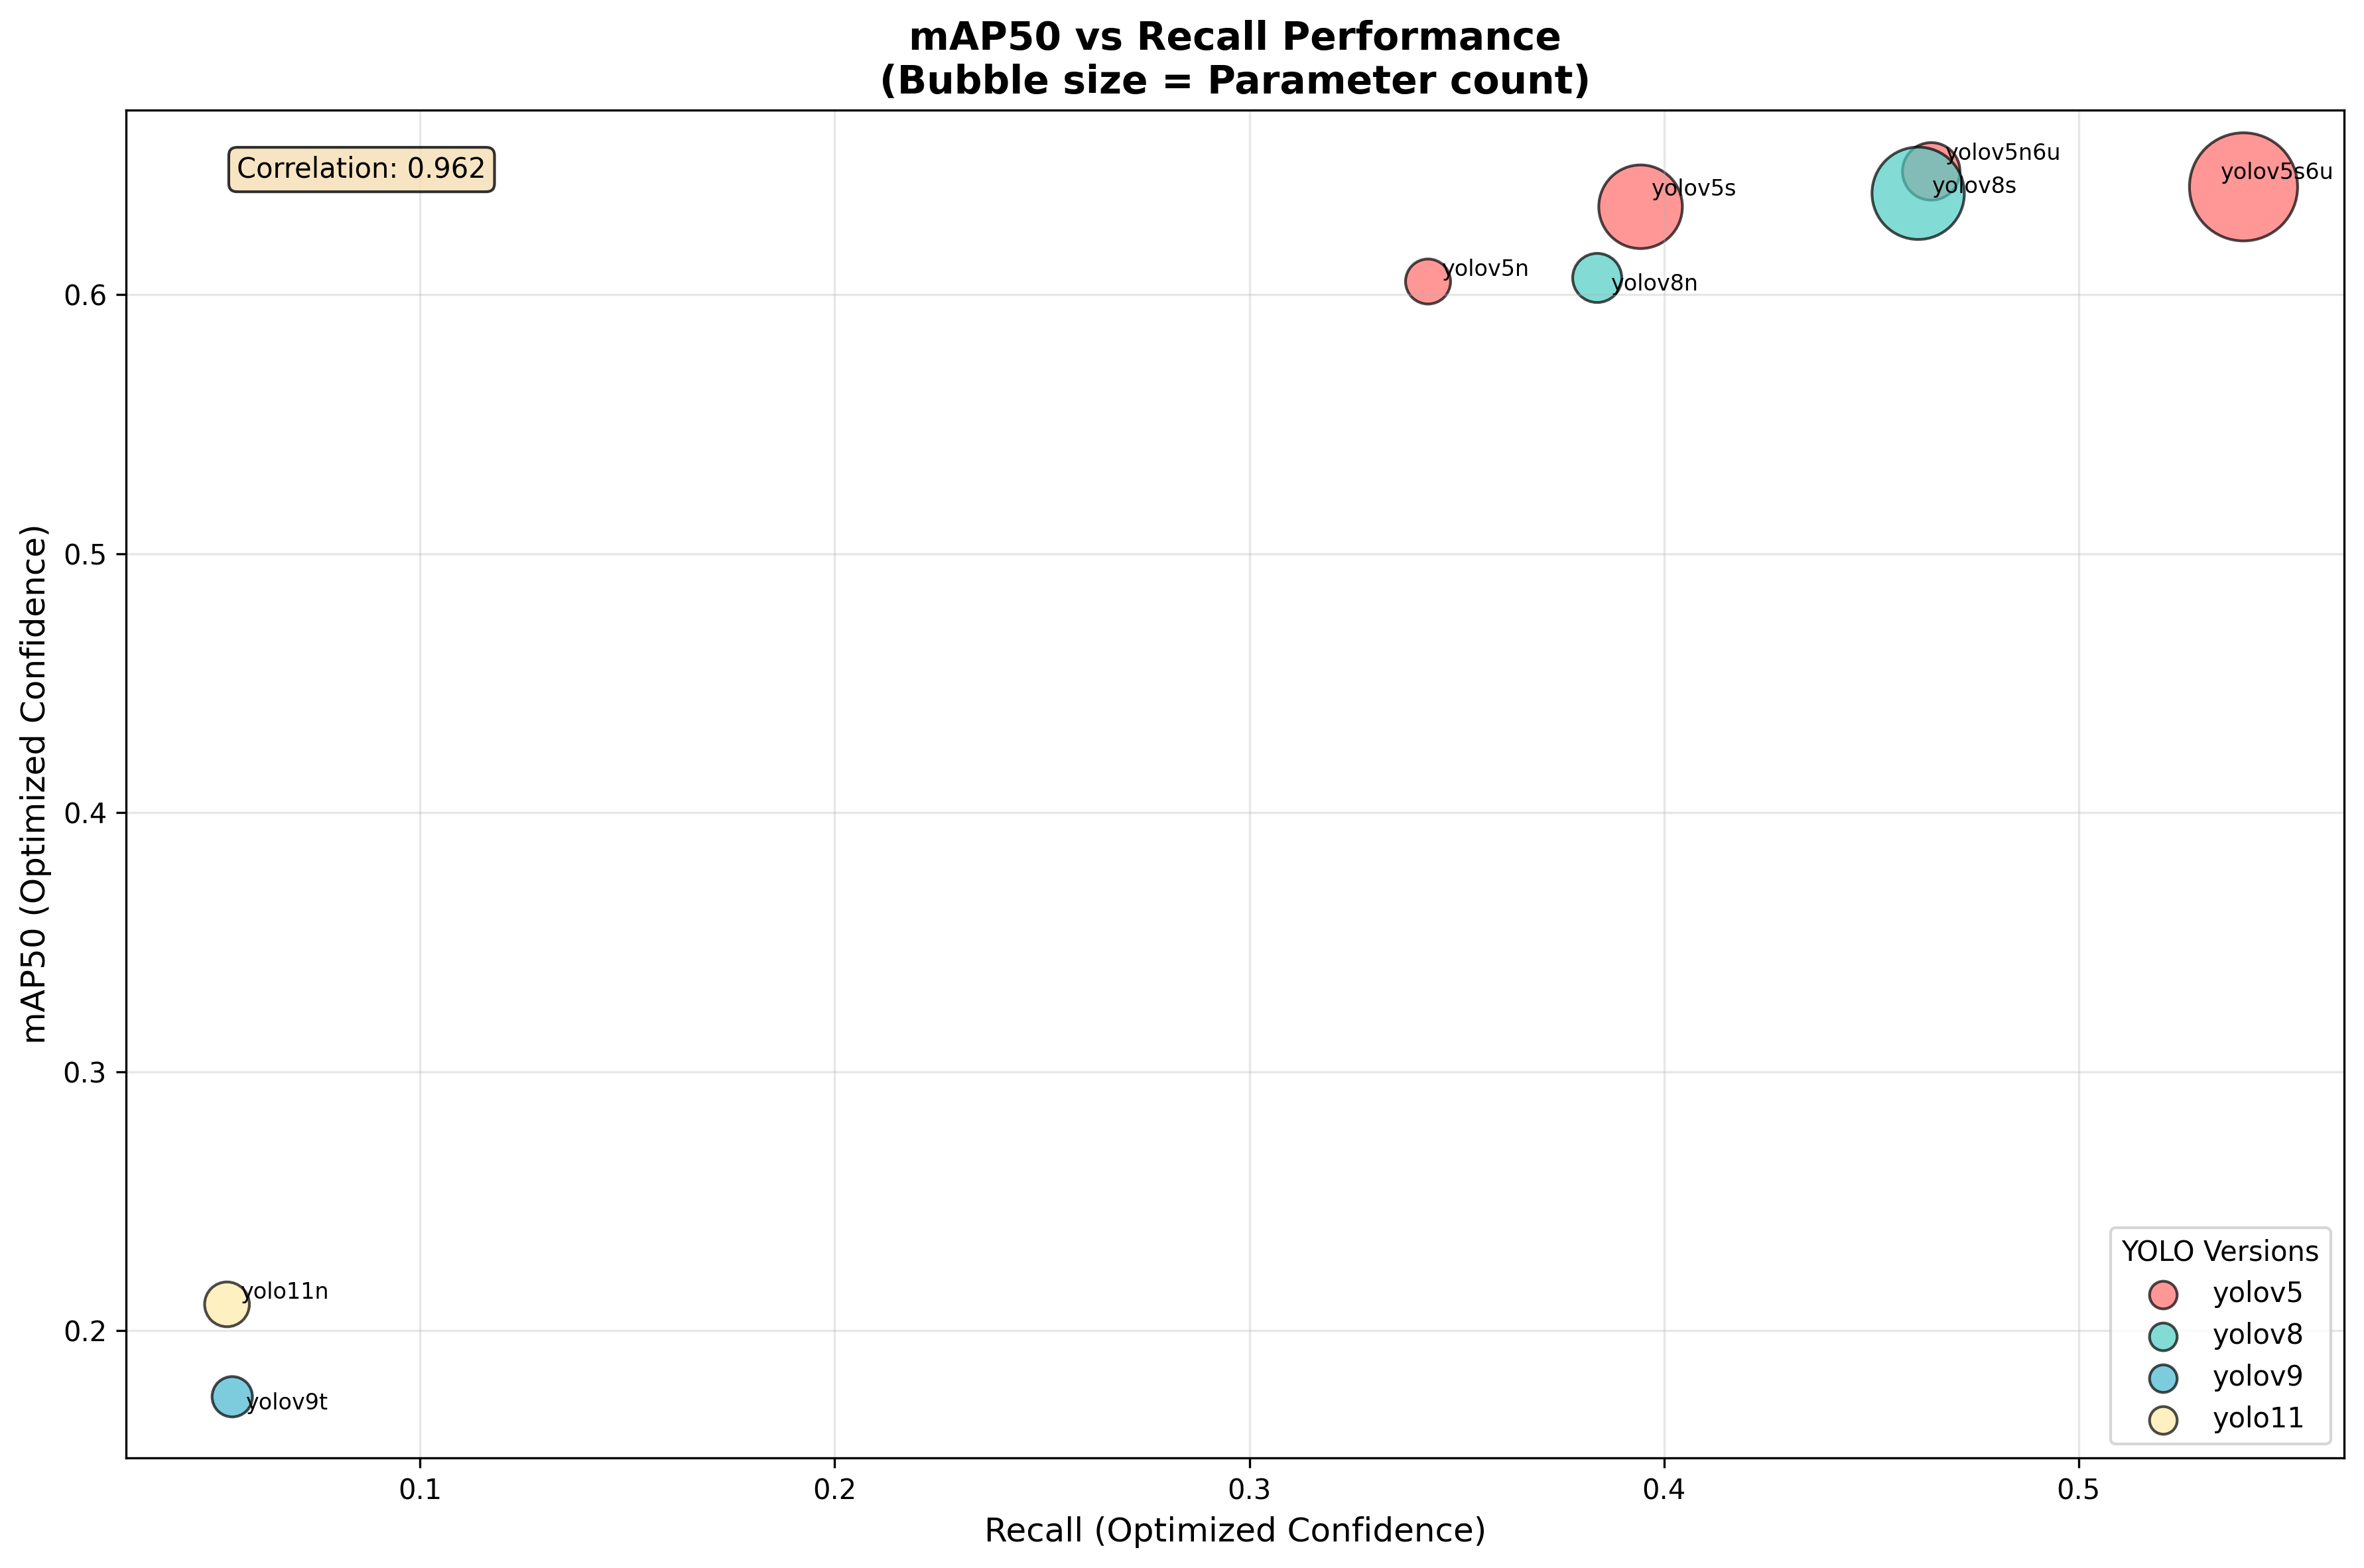 mAP50 vs Recall Performance
(Bubble size = Parameter count)
Correlation: 0.962
yolov5n6u
yolov5s6u
yolov8s
yolov5s
yolov5n
yolov8n
0.6
0.5
0.4
0.3
0.2
mAP50 (Optimized Confidence)
yolo11n
yolov9t
YOLO Versions
yolov5
yolov8
yolov9
yolo11
0.1
0.2
0.3
0.4
0.5
Recall (Optimized Confidence)